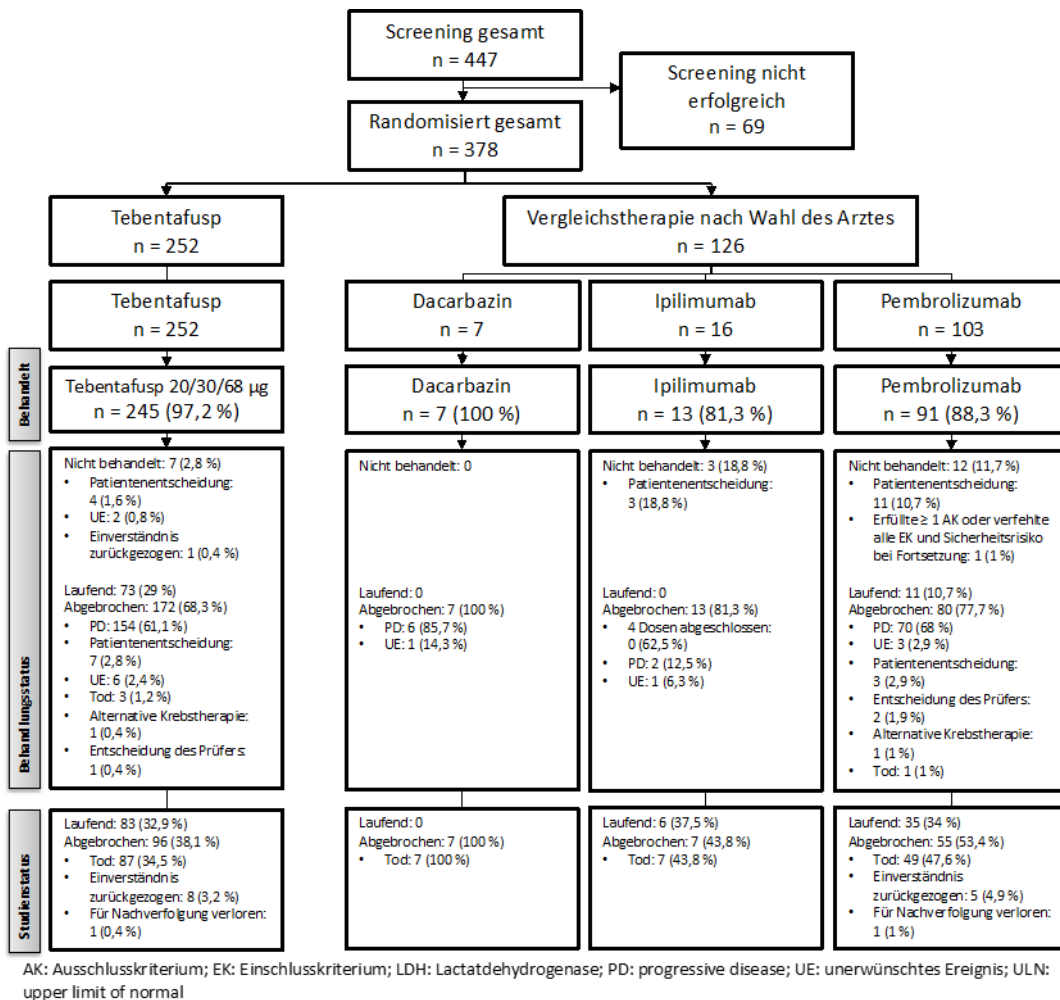 Screening gesamt
n = 447
Screening nicht
erfolgreich
n = 69
Randomisiert gesamt
n = 378
Tebentafusp
n = 252
Vergleichstherapie nach Wahl des Arztes
n = 126
Tebentafusp
n = 252
Dacarbazin
n = 7
Ipilimumab
n = 16
Pembrolizumab
n = 103
Behandelt
Tebentafusp 20/30/68 µg
n = 245 (97,2 %)
Dacarbazin
n = 7 (100 %)
Ipilimumab
n = 13 (81,3 %)
Pembrolizumab
n = 91 (88,3 %)
Behandlungsstatus
Nicht behandelt: 7 (2,8 %)
• Patientenentscheidung:
4 (1,6 %)
• UE: 2 (0,8 %)
• Einverständnis
zurückgezogen: 1 (0,4 %)
Laufend: 73 (29 %)
Abgebrochen: 172 (68,3 %)
• PD: 154 (61,1 %)
• Patientenentscheidung:
7 (2,8 %)
• UE: 6 (2,4 %)
• Tod: 3 (1,2 %)
• Alternative Krebstherapie:
1 (0,4 %)
• Entscheidung des Prüfers:
1 (0,4 %)
Nicht behandelt: 0
Laufend: 0
Abgebrochen: 7 (100 %)
• PD: 6 (85,7 %)
• UE: 1 (14,3 %)
Nicht behandelt: 3 (18,8 %)
• Patientenentscheidung:
3 (18,8 %)
Laufend: 0
Abgebrochen: 13 (81,3 %)
• 4 Dosen abgeschlossen:
0 (62,5 %)
• PD: 2 (12,5 %)
• UE: 1 (6,3 %)
Nicht behandelt: 12 (11,7 %)
• Patientenentscheidung:
11 (10,7 %)
• Erfüllte ≥ 1 AK oder verfehlte
alle EK und Sicherheitsrisiko
bei Fortsetzung: 1 (1 %)
Laufend: 11 (10,7 %)
Abgebrochen: 80 (77,7 %)
• PD: 70 (68 %)
• UE: 3 (2,9 %)
• Patientenentscheidung:
3 (2,9 %)
• Entscheidung des Prüfers:
2 (1,9 %)
• Alternative Krebstherapie:
1 (1 %)
• Tod: 1 (1 %)
Studienstatus
Laufend: 83 (32,9 %)
Abgebrochen: 96 (38,1 %)
• Tod: 87 (34,5 %)
• Einverständnis
zurückgezogen: 8 (3,2 %)
• Für Nachverfolgung verloren:
1 (0,4 %)
Laufend: 0
Abgebrochen: 7 (100 %)
• Tod: 7 (100 %)
Laufend: 6 (37,5 %)
Abgebrochen: 7 (43,8 %)
• Tod: 7 (43,8 %)
Laufend: 35 (34 %)
Abgebrochen: 55 (53,4 %)
• Tod: 49 (47,6 %)
• Einverständnis
zurückgezogen: 5 (4,9 %)
• Für Nachverfolgung verloren:
1 (1 %)
AK: Ausschlusskriterium; EK: Einschlusskriterium; LDH: Lactatdehydrogenase; PD: progressive disease; UE: unerwünschtes Ereignis; ULN:
upper limit of normal